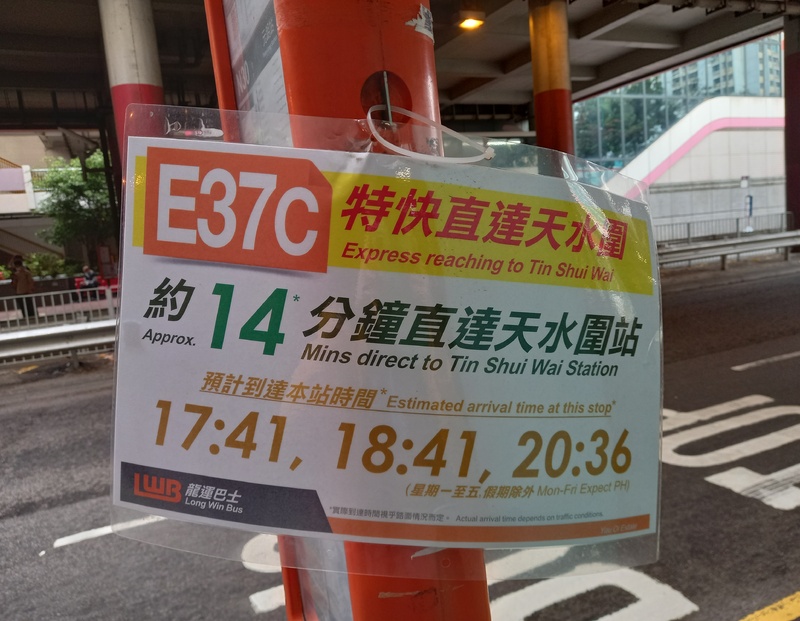 E37C
特快直達天水圍
Express reaching to Tin Shui Wai
約 14* 分鐘直達天水圍站
Approx. Mins direct to Tin Shui Wai Station
預計到達本站時間* Estimated arrival time at this stop*
17:41, 18:41, 20:36
(星期一至五,假期除外 Mon-Fri Expect PH)
LWB 龍運巴士
Long Win Bus
*實際到達時間視乎路面情況而定。 Actual arrival time depends on traffic conditions.